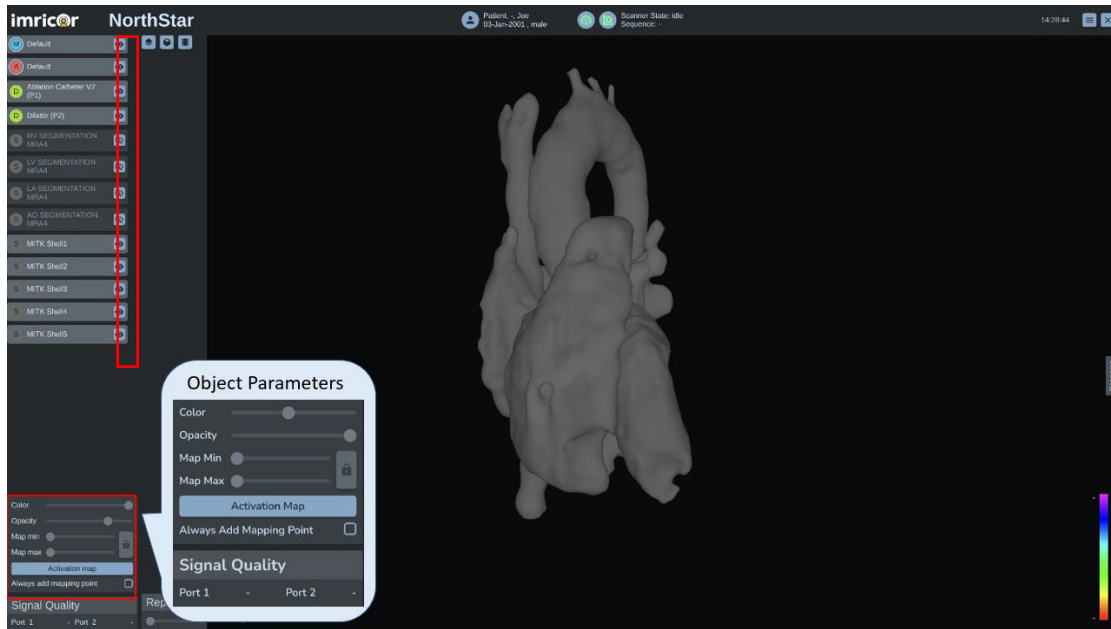 imricor NorthStar
Patient: -, Joe
03-Jan-2001 , male
Scanner State: idle
Sequence: -
14:28:44
M Default
A Default
D Ablation Catheter V2
(P1)
D Dilator (P2)
S RV SEGMENTATION
MRA4
S LV SEGMENTATION
MRA4
S LA SEGMENTATION
MRA4
S AO SEGMENTATION
MRA4
S MITK Shell1
S MITK Shell2
S MITK Shell3
S MITK Shell4
S MITK Shell5
Object Parameters
Color
Opacity
Map Min
Map Max
Activation Map
Always Add Mapping Point
Signal Quality
Port 1 - Port 2 -
Color
Opacity
Map min
Map max
Activation map
Always add mapping point
Signal Quality
Port 1 - Port 2 -
Rep